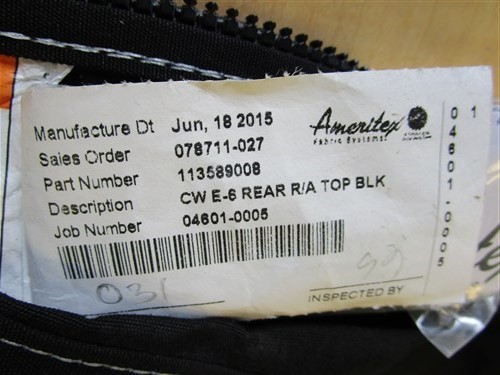 Manufacture Dt Jun, 18 2015
Sales Order 078711-027
Part Number 113589008
Description CW E-6 REAR R/A TOP BLK
Job Number 04601-0005
Ameritex
Fabric Systems
04601-0005
01
031
INSPECTED BY